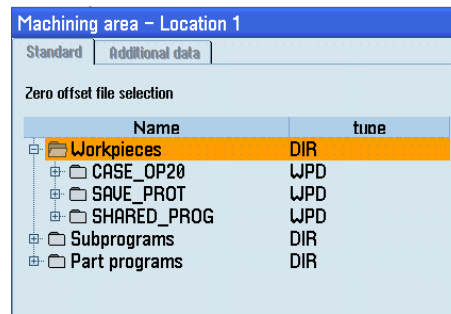 Machining area - Location 1
Standard Additional data
Zero offset file selection
Name type
Workpieces DIR
CASE_OP20 WPD
SAVE_PROT WPD
SHARED_PROG WPD
Subprograms DIR
Part programs DIR